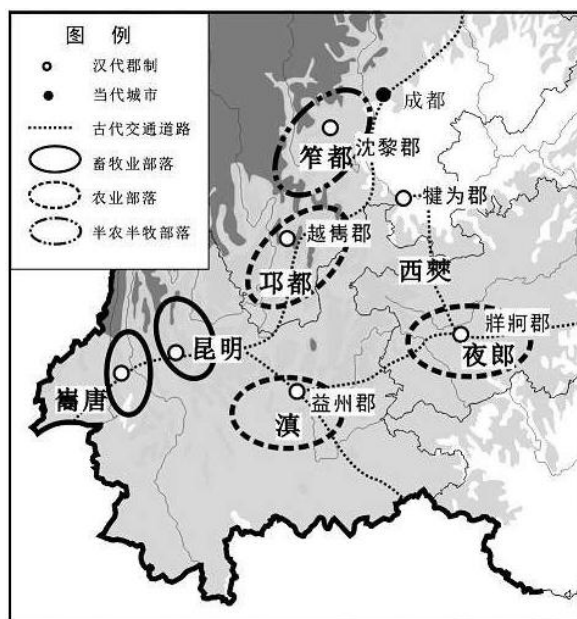 图 例
汉代郡制
当代城市
古代交通道路
畜牧业部落
农业部落
半农半牧部落
成都
笮都
沈黎郡
犍为郡
越嶲郡
邛都
西僰
牂牁郡
夜郎
昆明
嶲唐
益州郡
滇